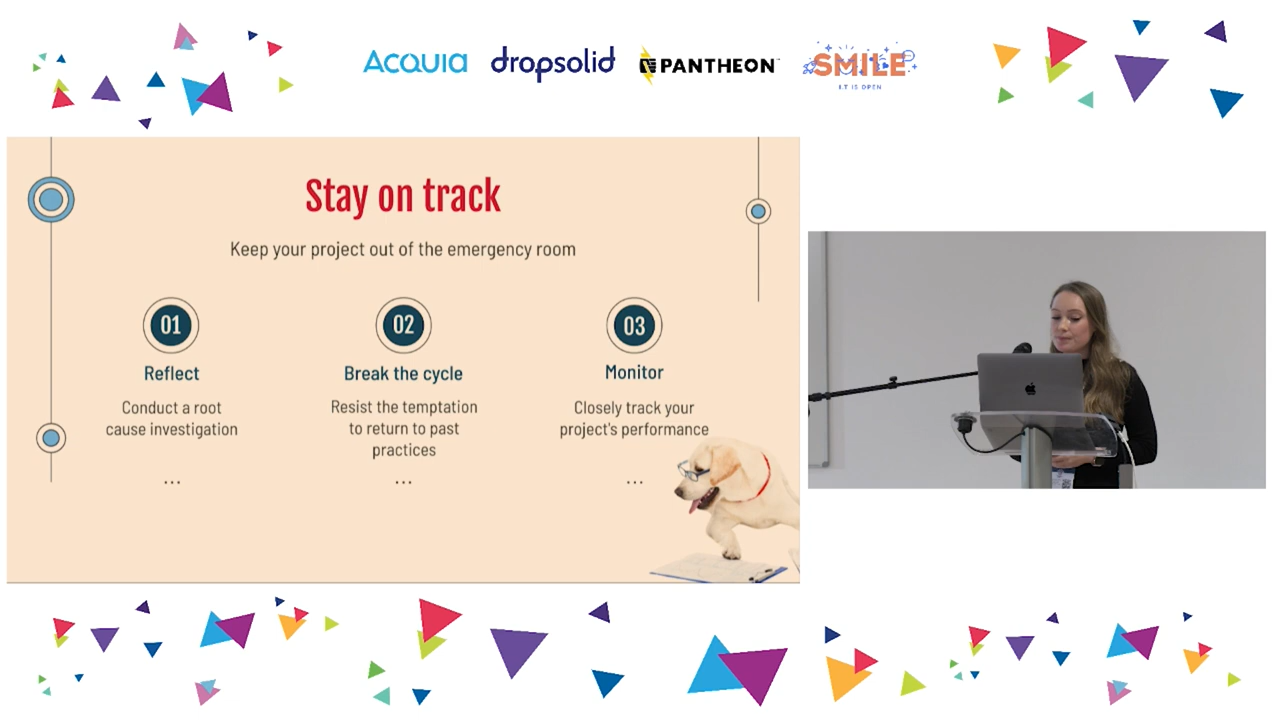 Acquia
dropsolid
PANTHEON
SMILE
I.T IS OPEN
Stay on track
Keep your project out of the emergency room
01
Reflect
Conduct a root
cause investigation
...
02
Break the cycle
Resist the temptation
to return to past
practices
...
03
Monitor
Closely track your
project's performance
...